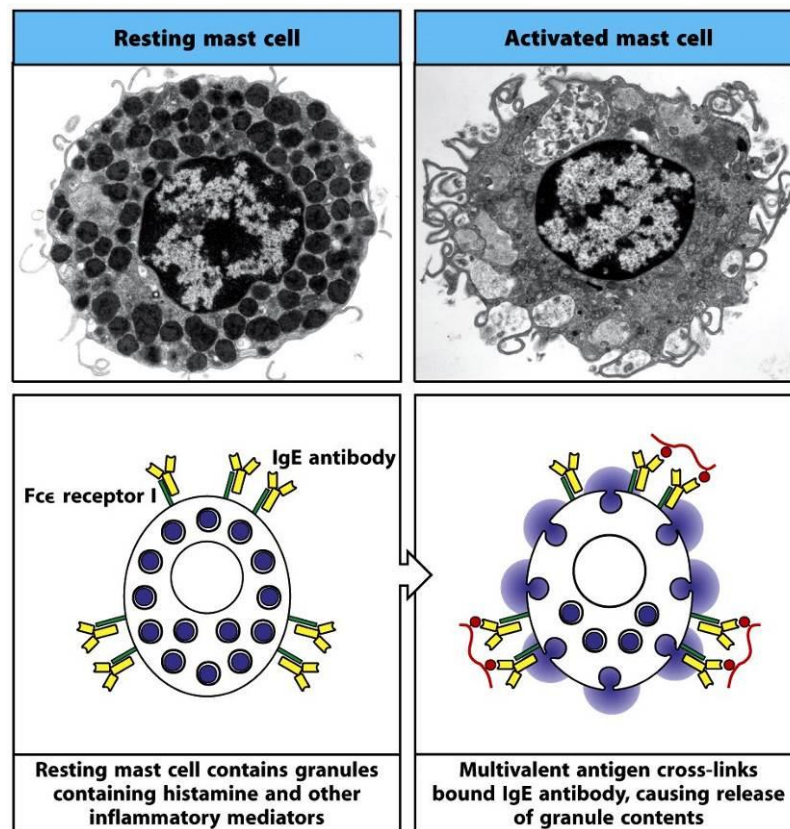 Resting mast cell
Activated mast cell
IgE antibody
Fcϵ receptor I
Resting mast cell contains granules
containing histamine and other
inflammatory mediators
Multivalent antigen cross-links
bound IgE antibody, causing release
of granule contents